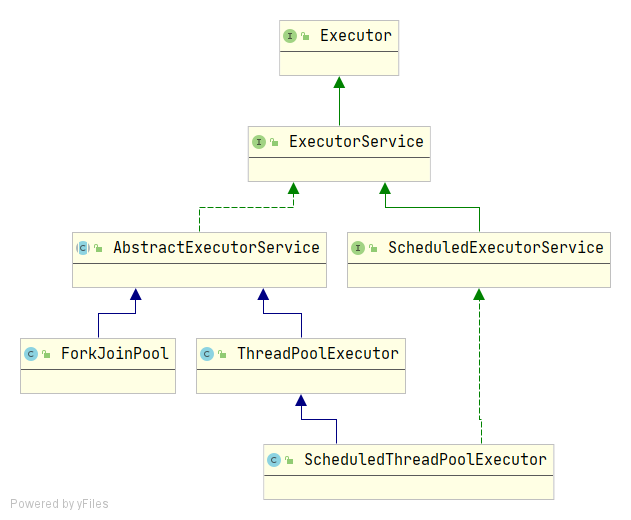 Executor
ExecutorService
AbstractExecutorService
ScheduledExecutorService
ForkJoinPool
ThreadPoolExecutor
ScheduledThreadPoolExecutor
Powered by yFiles